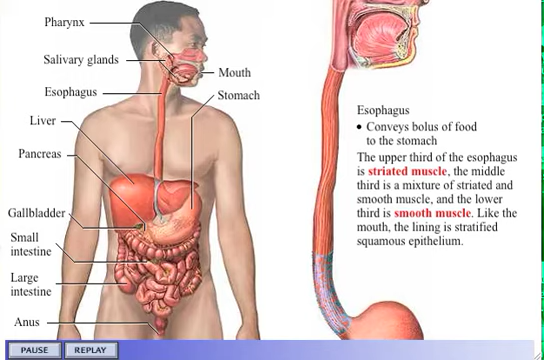 Pharynx
Salivary glands
Mouth
Esophagus
Stomach
Liver
Pancreas
Gallbladder
Small
intestine
Large
intestine
Anus
Esophagus
• Conveys bolus of food
to the stomach
The upper third of the esophagus
is striated muscle, the middle
third is a mixture of striated and
smooth muscle, and the lower
third is smooth muscle. Like the
mouth, the lining is stratified
squamous epithelium.
PAUSE
REPLAY